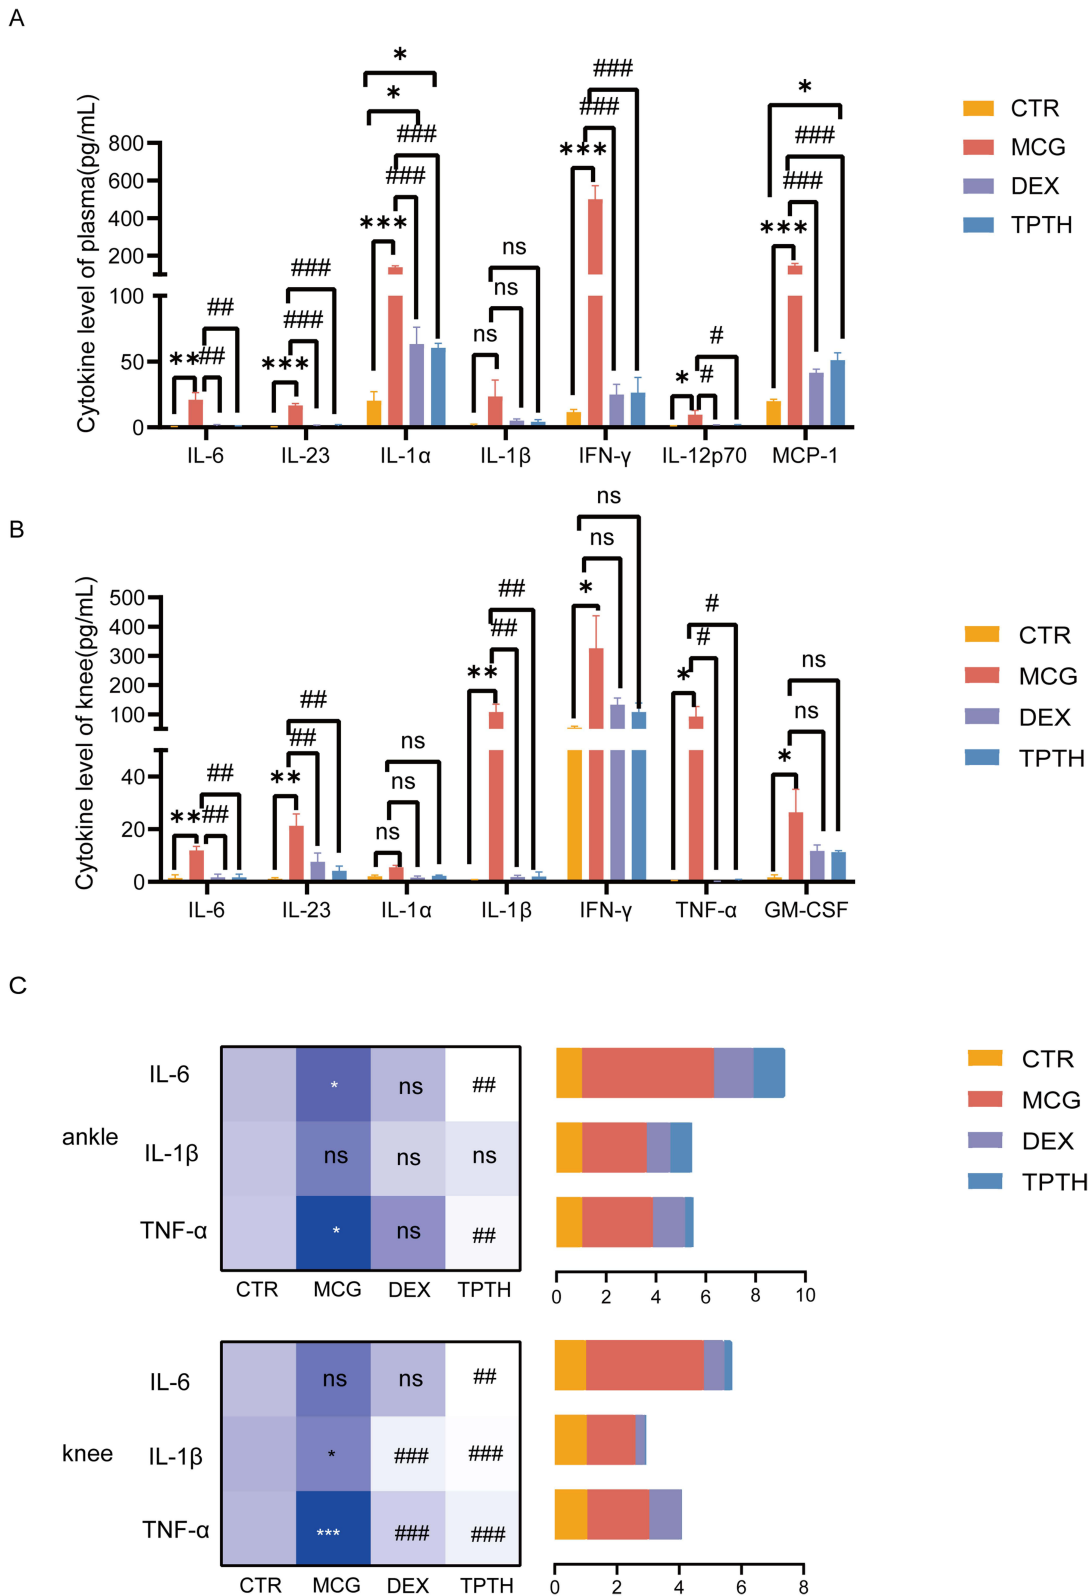 A
*
###
*
###
*
###
***
###
###
***
###
***
ns
ns
ns
##
**
##
###
###
***
#
*
#
Cytokine level of plasma(pg/mL)
800
600
400
200
100
50
0
IL-6 IL-23 IL-1α IL-1β IFN-γ IL-12p70 MCP-1
CTR
MCG
DEX
TPTH
B
ns
ns
*
##
##
**
#
#
*
ns
ns
*
##
##
**
ns
ns
ns
##
**
##
Cytokine level of knee(pg/mL)
500
400
300
200
100
40
20
0
IL-6 IL-23 IL-1α IL-1β IFN-γ TNF-α GM-CSF
CTR
MCG
DEX
TPTH
C
ankle
IL-6 * ns ##
IL-1β ns ns ns
TNF-α * ns ##
CTR MCG DEX TPTH
0 2 4 6 8 10
CTR
MCG
DEX
TPTH
knee
IL-6 ns ns ##
IL-1β * ### ###
TNF-α *** ### ###
CTR MCG DEX TPTH
0 2 4 6 8